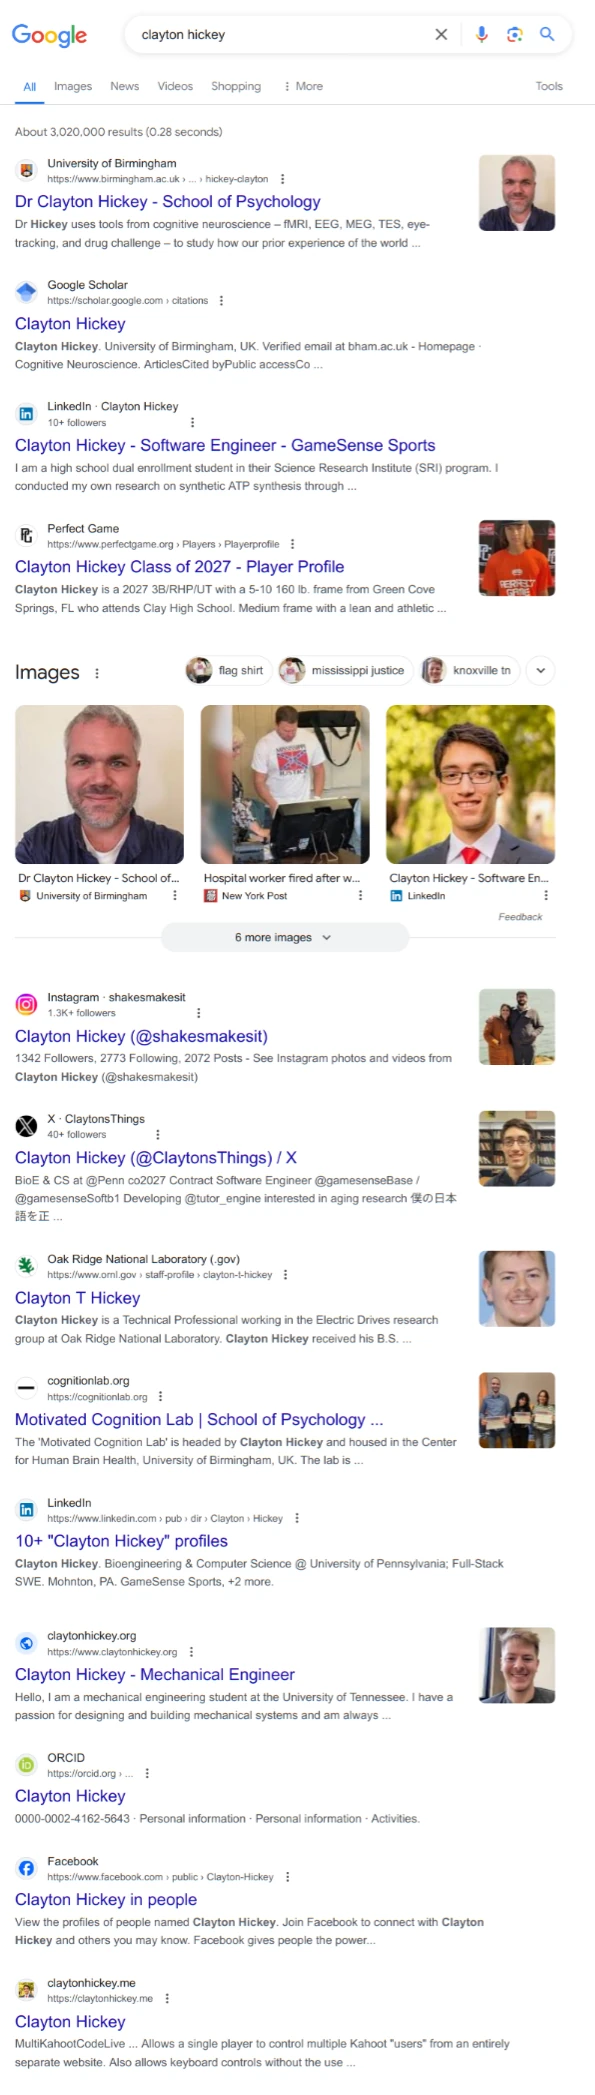 Google
clayton hickey
All Images News Videos Shopping More Tools
About 3,020,000 results (0.28 seconds)
University of Birmingham
https://www.birmingham.ac.uk › ... › hickey-clayton
Dr Clayton Hickey - School of Psychology
Dr Hickey uses tools from cognitive neuroscience – fMRI, EEG, MEG, TES, eye-
tracking, and drug challenge – to study how our prior experience of the world ...
Google Scholar
https://scholar.google.com › citations
Clayton Hickey
Clayton Hickey. University of Birmingham, UK. Verified email at bham.ac.uk - Homepage ·
Cognitive Neuroscience. ArticlesCited byPublic accessCo ...
LinkedIn · Clayton Hickey
10+ followers
Clayton Hickey - Software Engineer - GameSense Sports
I am a high school dual enrollment student in their Science Research Institute (SRI) program. I
conducted my own research on synthetic ATP synthesis through ...
Perfect Game
https://www.perfectgame.org › Players › Playerprofile
Clayton Hickey Class of 2027 - Player Profile
Clayton Hickey is a 2027 3B/RHP/UT with a 5-10 160 lb. frame from Green Cove
Springs, FL who attends Clay High School. Medium frame with a lean and athletic ...
PERFECT
GAME
Images
flag shirt mississippi justice knoxville tn
JUSTICE
Dr Clayton Hickey - School of...
University of Birmingham
Hospital worker fired after w...
New York Post
Clayton Hickey - Software En...
LinkedIn
Feedback
6 more images
Instagram · shakesmakesit
1.3K+ followers
Clayton Hickey (@shakesmakesit)
1342 Followers, 2773 Following, 2072 Posts - See Instagram photos and videos from
Clayton Hickey (@shakesmakesit)
X · ClaytonsThings
40+ followers
Clayton Hickey (@ClaytonsThings) / X
BioE & CS at @Penn co2027 Contract Software Engineer @gamesenseBase /
@gamesenseSoftb1 Developing @tutor_engine interested in aging research 僕の日本
語を正 ...
Oak Ridge National Laboratory (.gov)
https://www.ornl.gov › staff-profile › clayton-t-hickey
Clayton T Hickey
Clayton Hickey is a Technical Professional working in the Electric Drives research
group at Oak Ridge National Laboratory. Clayton Hickey received his B.S. ...
cognitionlab.org
https://cognitionlab.org
Motivated Cognition Lab | School of Psychology ...
The 'Motivated Cognition Lab' is headed by Clayton Hickey and housed in the Center
for Human Brain Health, University of Birmingham, UK. The lab is ...
LinkedIn
https://www.linkedin.com › pub › dir › Clayton › Hickey
10+ "Clayton Hickey" profiles
Clayton Hickey. Bioengineering & Computer Science @ University of Pennsylvania; Full-Stack
SWE. Mohnton, PA. GameSense Sports, +2 more.
claytonhickey.org
https://www.claytonhickey.org
Clayton Hickey - Mechanical Engineer
Hello, I am a mechanical engineering student at the University of Tennessee. I have a
passion for designing and building mechanical systems and am always ...
ORCID
https://orcid.org › ...
Clayton Hickey
0000-0002-4162-5643 · Personal information · Personal information · Activities.
Facebook
https://www.facebook.com › public › Clayton-Hickey
Clayton Hickey in people
View the profiles of people named Clayton Hickey. Join Facebook to connect with Clayton
Hickey and others you may know. Facebook gives people the power...
claytonhickey.me
https://claytonhickey.me
Clayton Hickey
MultiKahootCodeLive ... Allows a single player to control multiple Kahoot "users" from an entirely
separate website. Also allows keyboard controls without the use ...